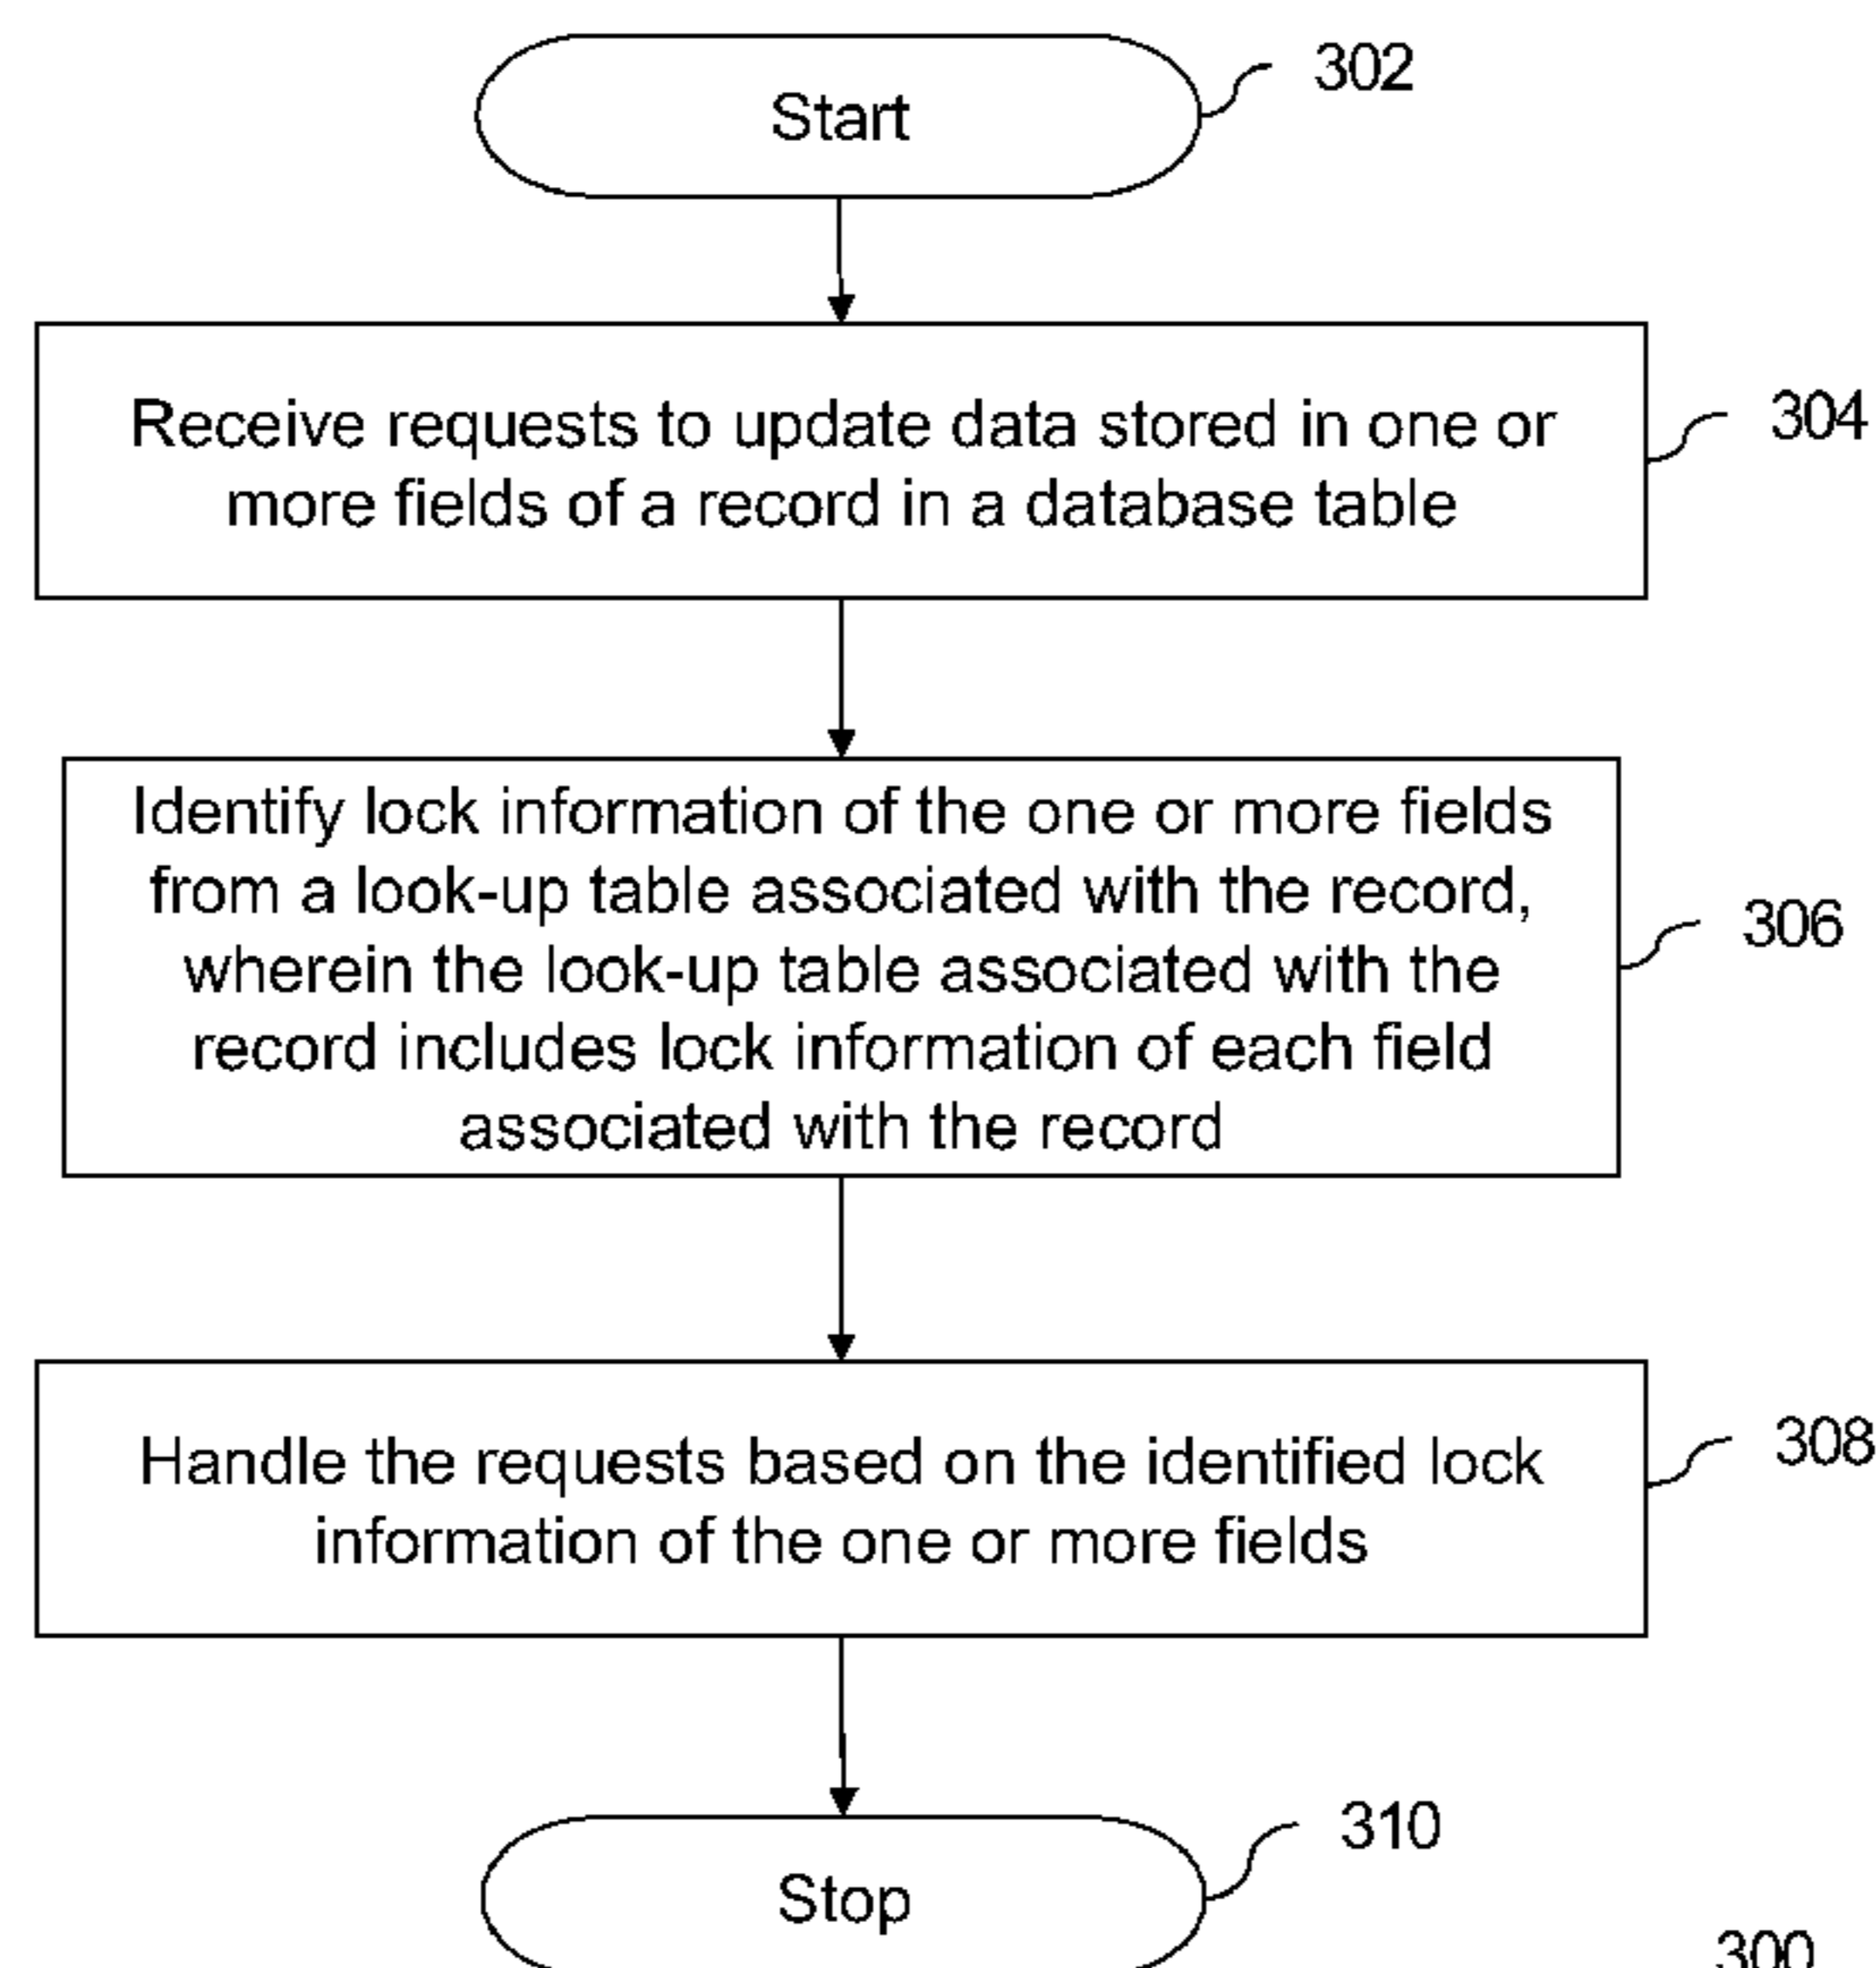 Start
302
Receive requests to update data stored in one or
more fields of a record in a database table
304
Identify lock information of the one or more fields
from a look-up table associated with the record,
wherein the look-up table associated with the
record includes lock information of each field
associated with the record
306
Handle the requests based on the identified lock
information of the one or more fields
308
Stop
310
300